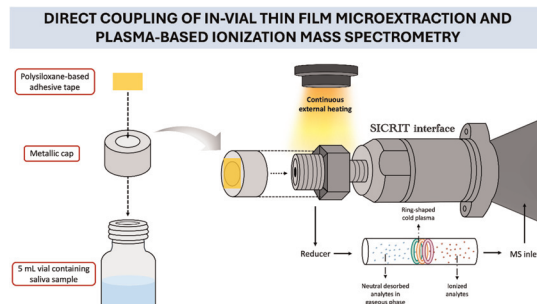 DIRECT COUPLING OF IN-VIAL THIN FILM MICROEXTRACTION AND
PLASMA-BASED IONIZATION MASS SPECTROMETRY
Polysiloxane-based
adhesive tape
Metallic cap
5 mL vial containing
saliva sample
Continuous
external heating
SICRIT interface
Ring-shaped
cold plasma
Reducer
MS inlet
Neutral desorbed
analytes in
gaseous phase
Ionized
analytes